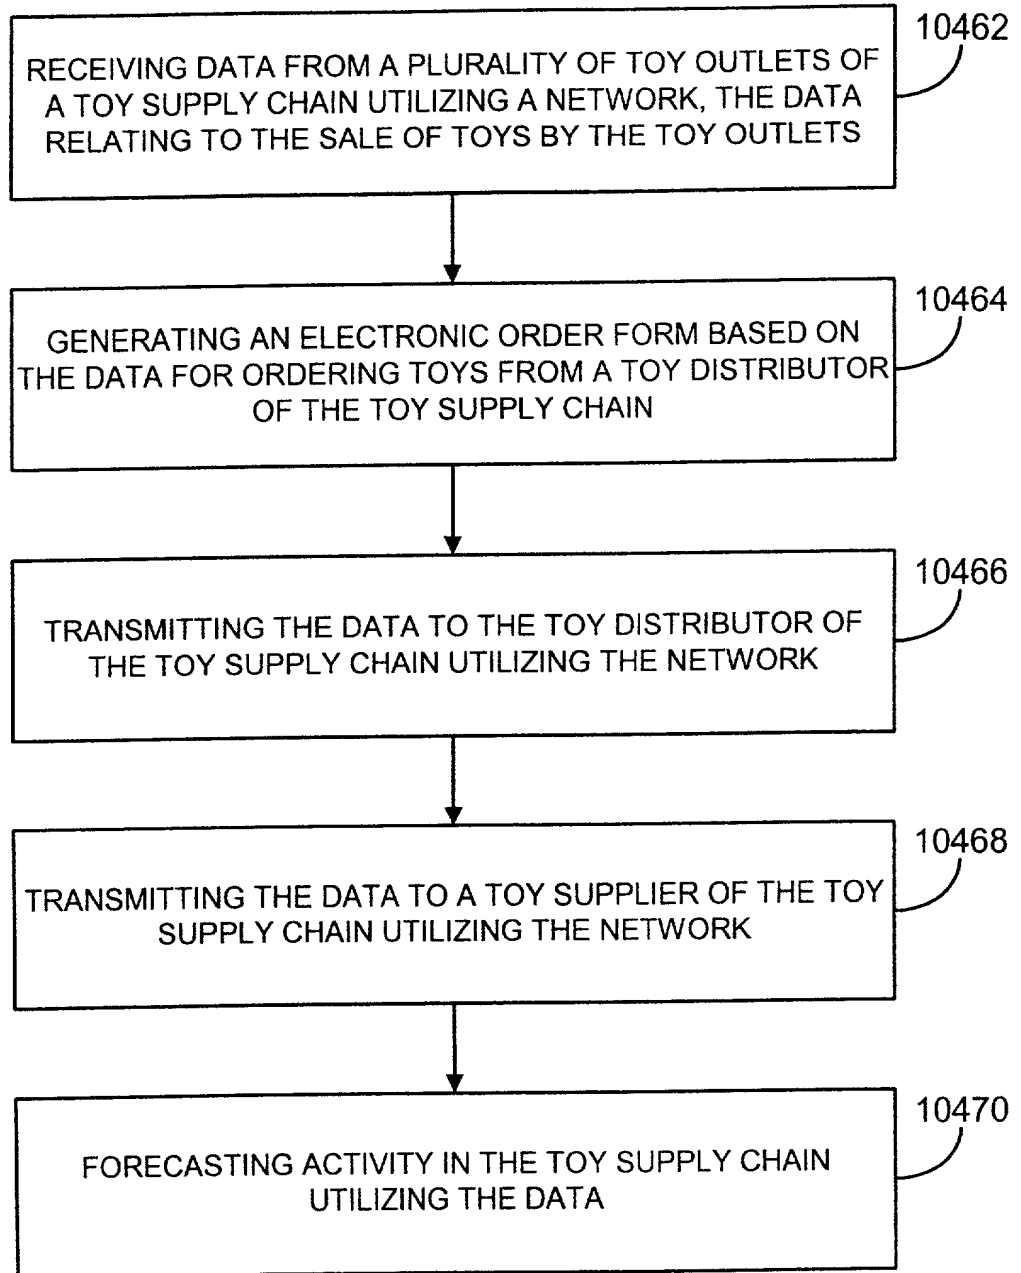 10462
RECEIVING DATA FROM A PLURALITY OF TOY OUTLETS OF
A TOY SUPPLY CHAIN UTILIZING A NETWORK, THE DATA
RELATING TO THE SALE OF TOYS BY THE TOY OUTLETS
10464
GENERATING AN ELECTRONIC ORDER FORM BASED ON
THE DATA FOR ORDERING TOYS FROM A TOY DISTRIBUTOR
OF THE TOY SUPPLY CHAIN
10466
TRANSMITTING THE DATA TO THE TOY DISTRIBUTOR OF
THE TOY SUPPLY CHAIN UTILIZING THE NETWORK
10468
TRANSMITTING THE DATA TO A TOY SUPPLIER OF THE TOY
SUPPLY CHAIN UTILIZING THE NETWORK
10470
FORECASTING ACTIVITY IN THE TOY SUPPLY CHAIN
UTILIZING THE DATA